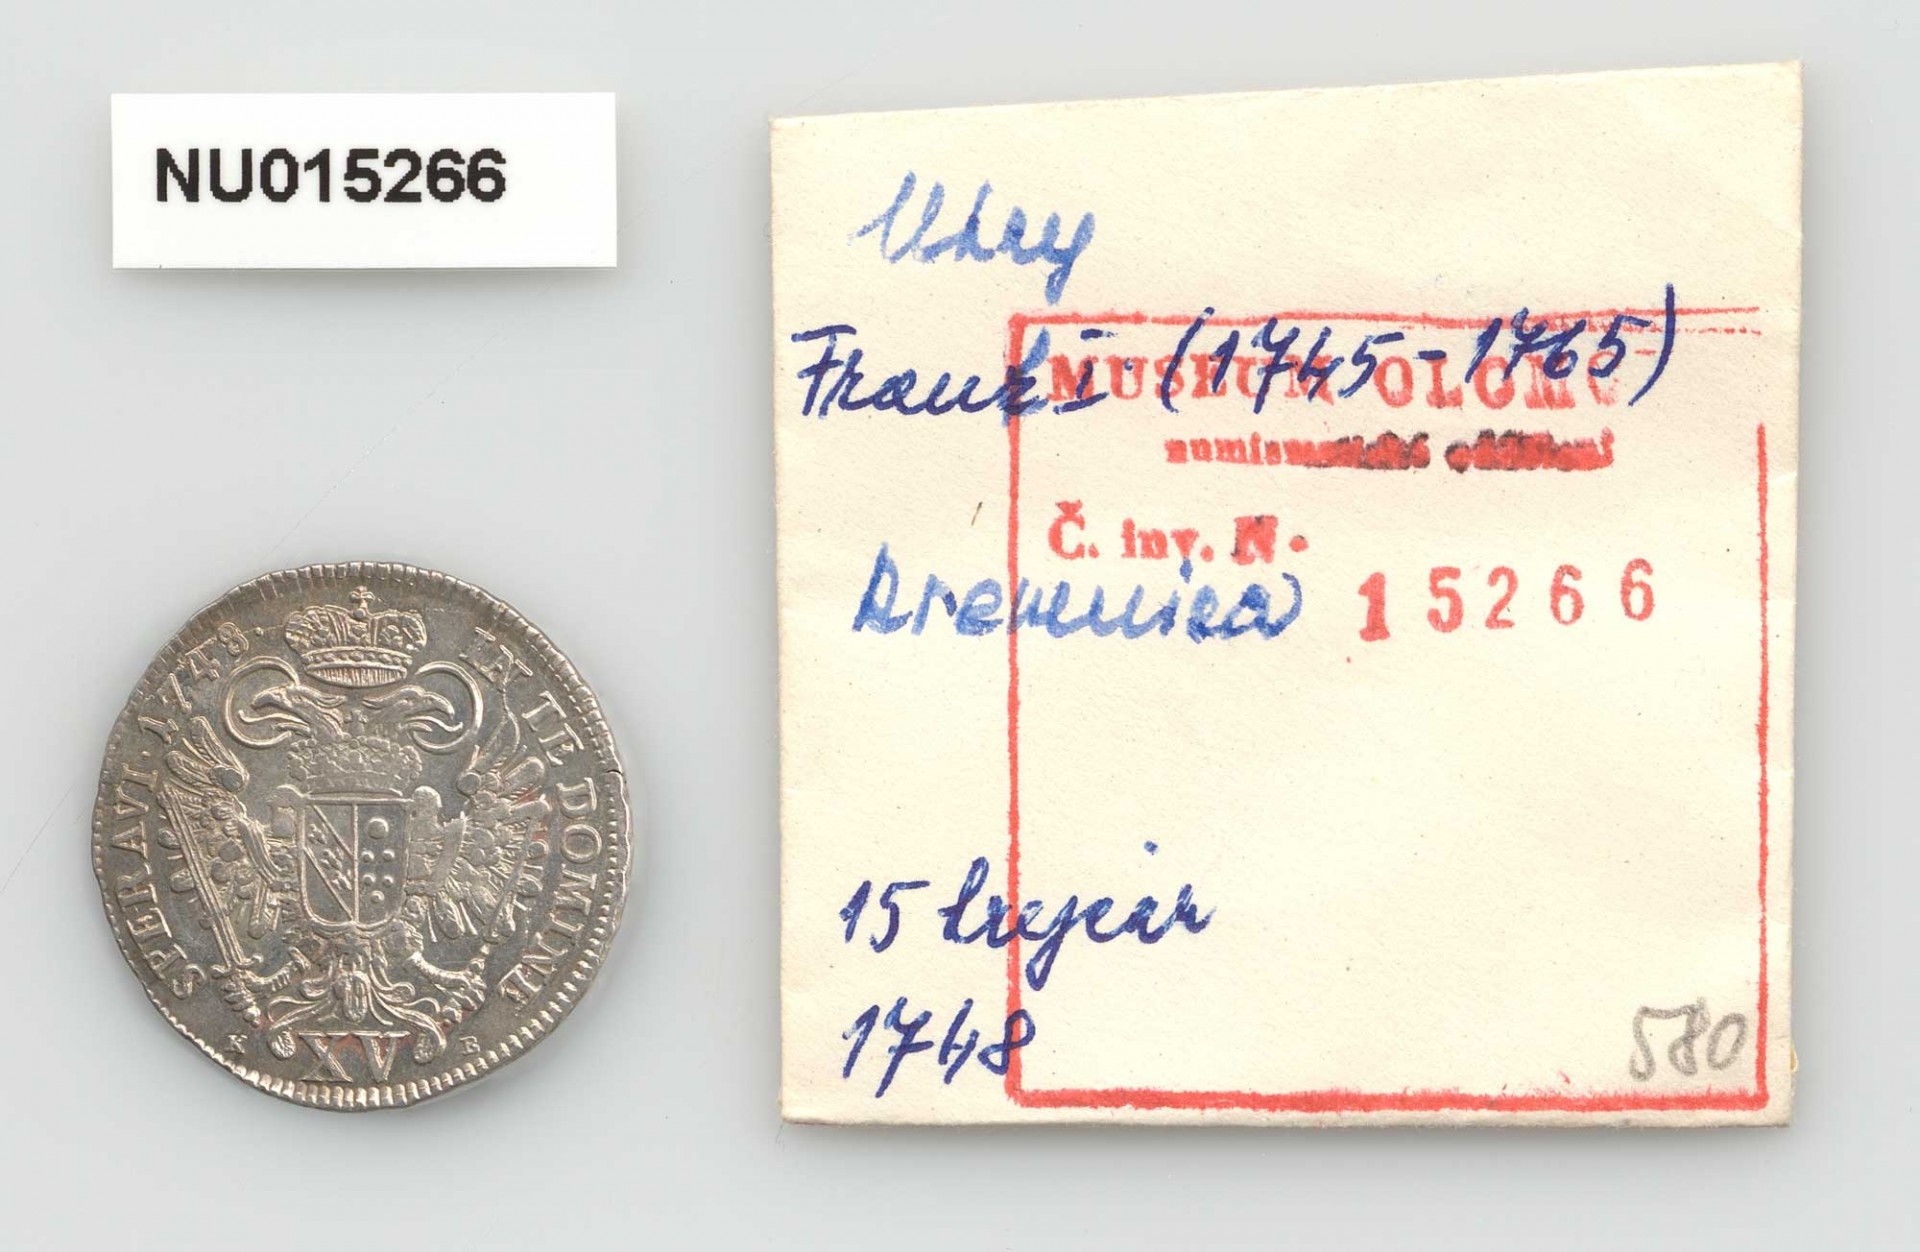 NU015266
Uhry
Frant I. (1745-1765)
MUSEUM OLOMOUC
numismatické oddělení
Č. inv. N.
15266
Kremnica
15 krejcar
1748
580
SPERAVI · 1748 · IN TE DOMINE
K XV B